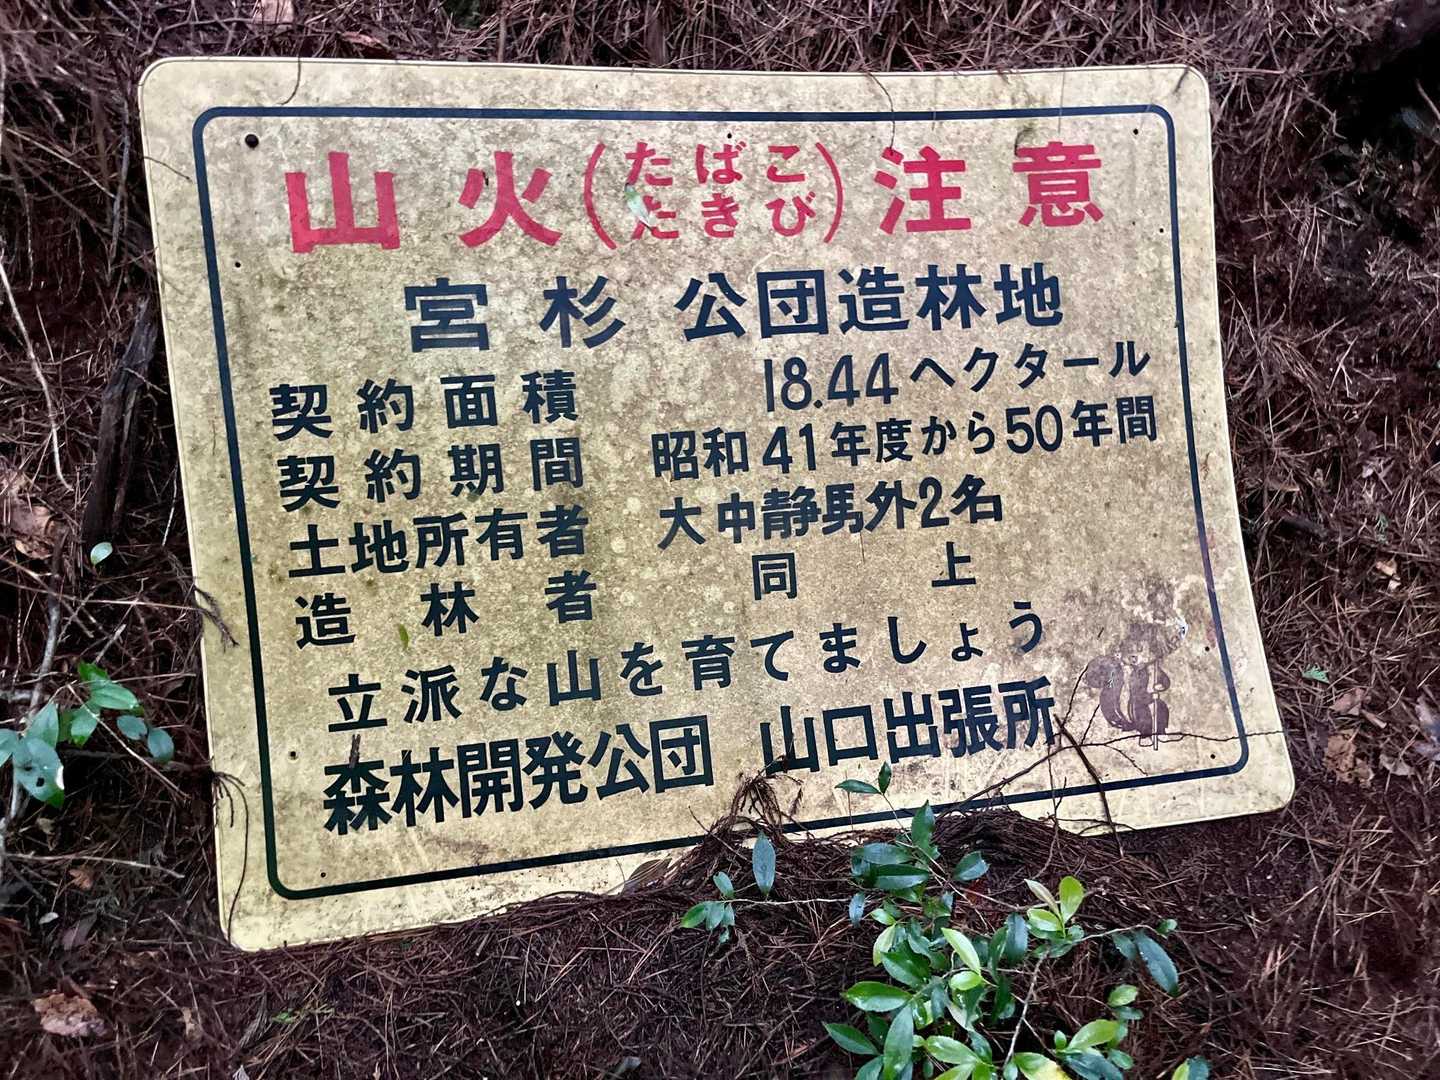 山火(たばこたきび)注意
宮杉 公団造林地
契約面積 18.44ヘクタール
契約期間 昭和41年度から50年間
土地所有者 大中静馬外2名
造林者 同上
立派な山を育てましょう
森林開発公団 山口出張所